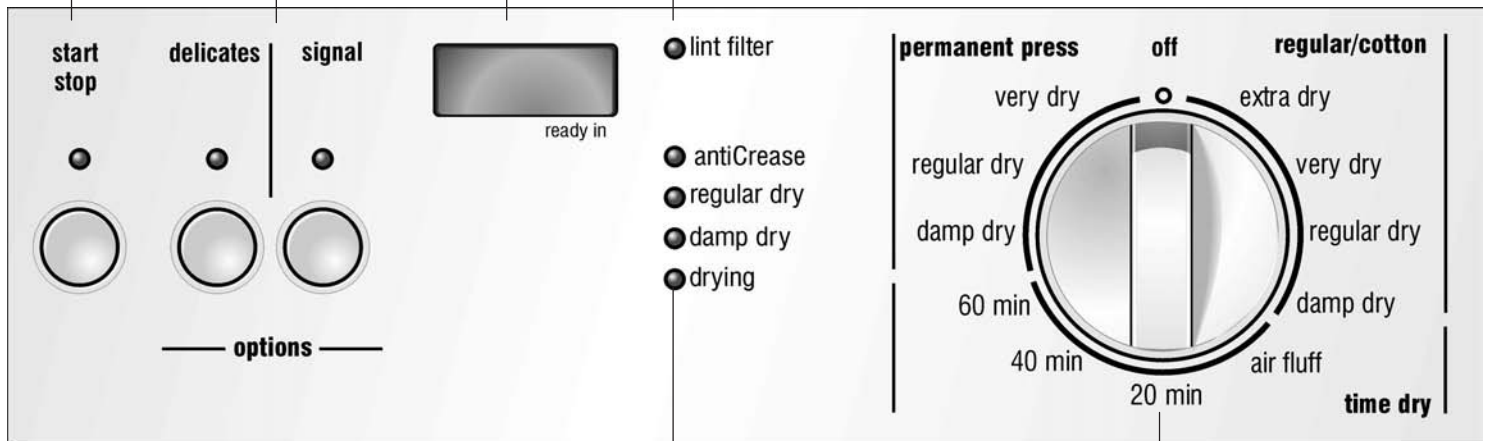 start
stop
delicates
signal
options
ready in
lint filter
antiCrease
regular dry
damp dry
drying
permanent press
off
regular/cotton
very dry
regular dry
damp dry
60 min
40 min
20 min
extra dry
very dry
regular dry
damp dry
air fluff
time dry